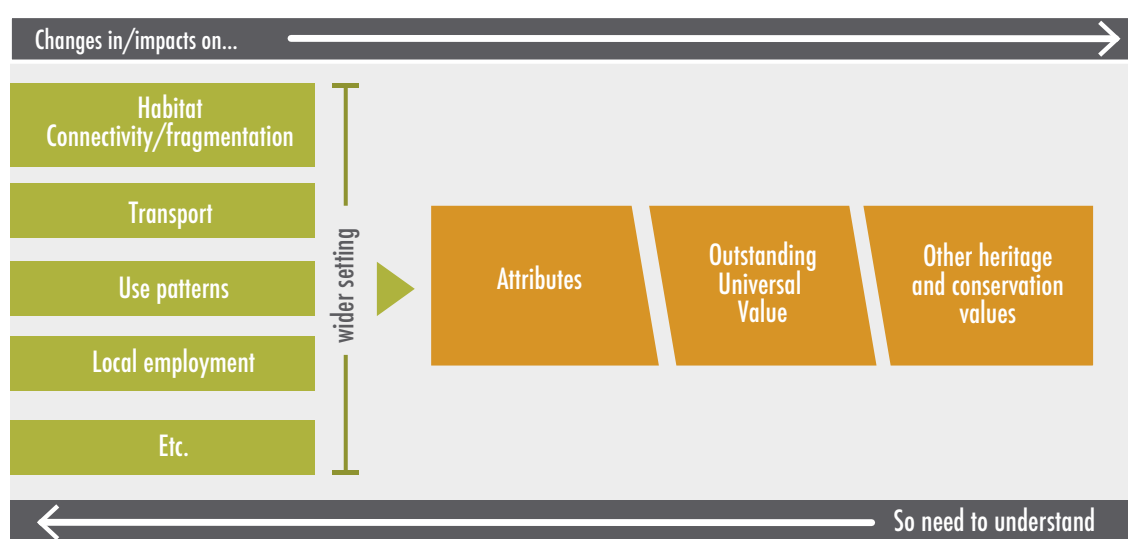 Changes in/impacts on...
Habitat
Connectivity/fragmentation
Transport
Use patterns
Local employment
Etc.
wider setting
Attributes
Outstanding
Universal
Value
Other heritage
and conservation
values
So need to understand